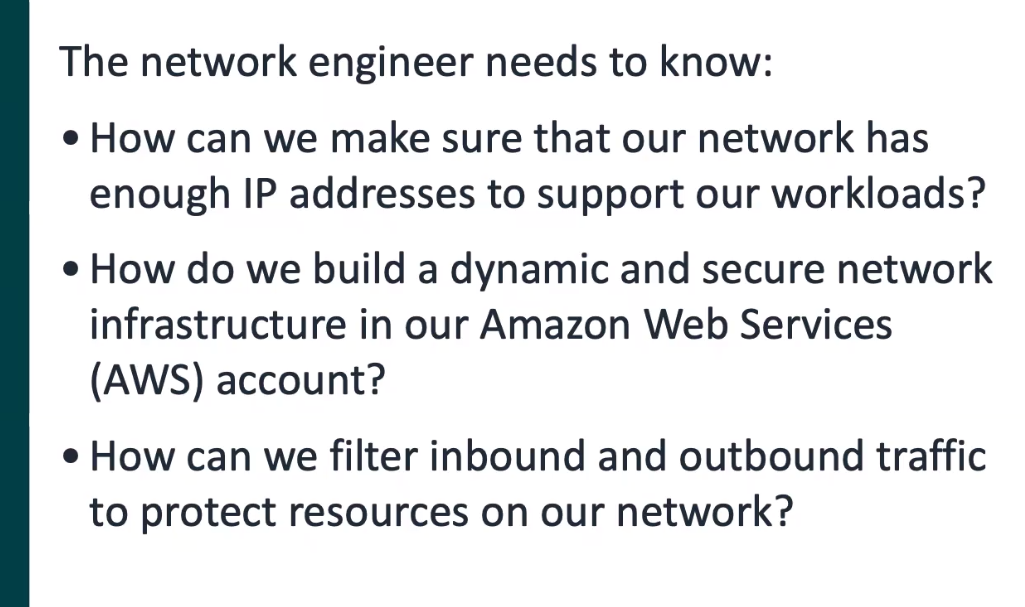 The network engineer needs to know:
• How can we make sure that our network has
enough IP addresses to support our workloads?
• How do we build a dynamic and secure network
infrastructure in our Amazon Web Services
(AWS) account?
• How can we filter inbound and outbound traffic
to protect resources on our network?